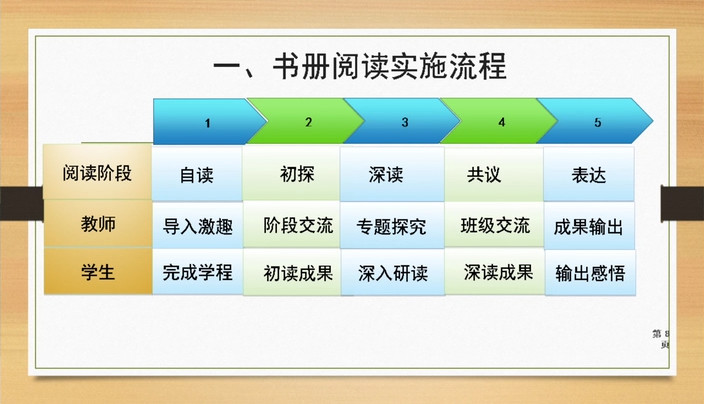 一、书册阅读实施流程
1 2 3 4 5
阅读阶段 自读 初探 深读 共议 表达
教师 导入激趣 阶段交流 专题探究 班级交流 成果输出
学生 完成学程 初读成果 深入研读 深读成果 输出感悟
第 8
页